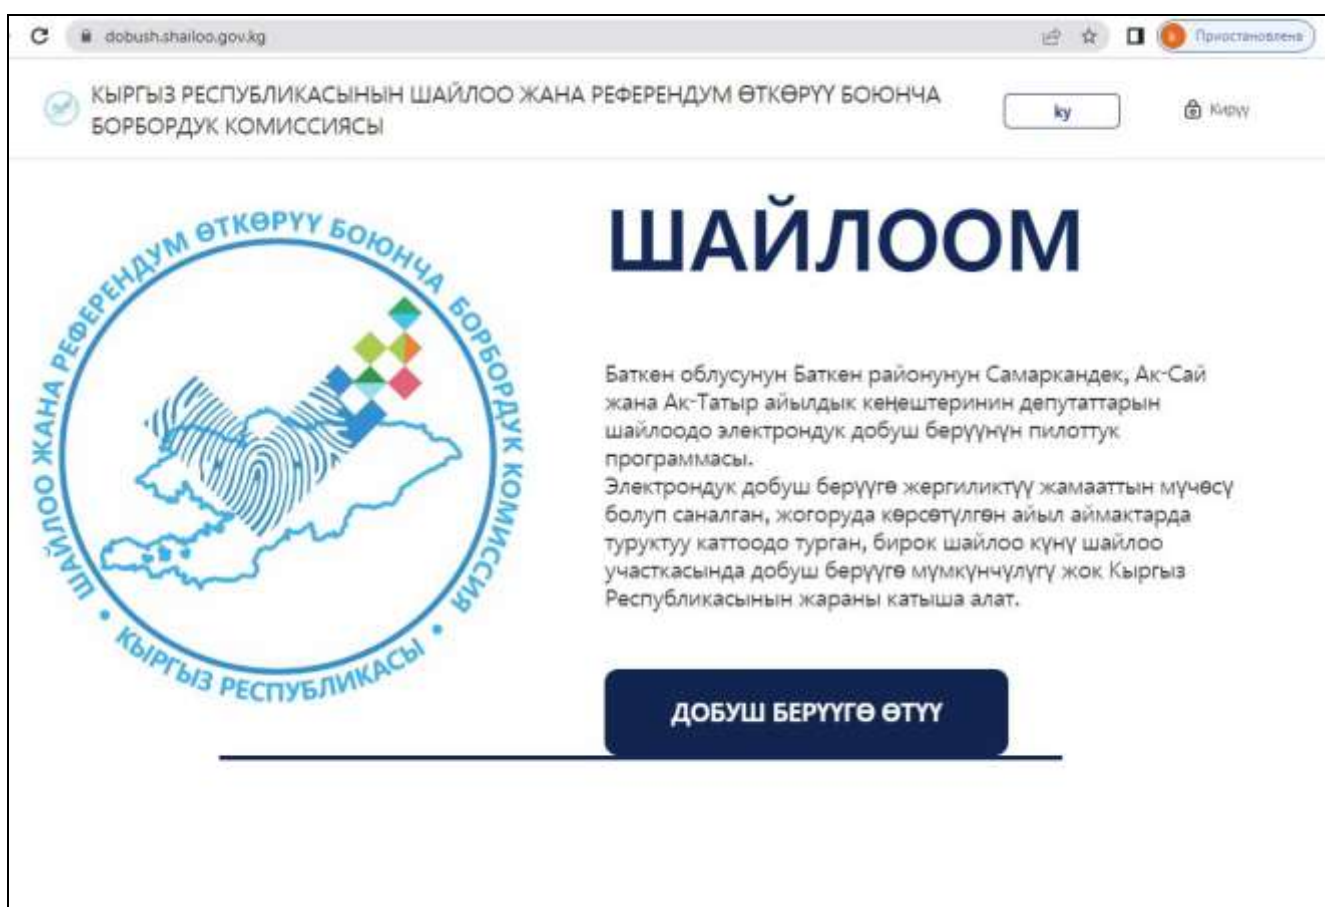 dobush.shailoo.gov.kg
Приостановлена
КЫРГЫЗ РЕСПУБЛИКАСЫНЫН ШАЙЛОО ЖАНА РЕФЕРЕНДУМ ӨТКӨРҮҮ БОЮНЧА
БОРБОРДУК КОМИССИЯСЫ
ky
Кирүү
ШАЙЛОО ЖАНА РЕФЕРЕНДУМ ӨТКӨРҮҮ БОЮНЧА БОРБОРДУК КОМИССИЯ
• КЫРГЫЗ РЕСПУБЛИКАСЫ •
ШАЙЛООМ
Баткен облусунун Баткен районунун Самаркандек, Ак-Сай
жана Ак-Татыр айылдык кеңештеринин депутаттарын
шайлоодо электрондук добуш берүүнүн пилоттук
программасы.
Электрондук добуш берүүгө жергиликтүү жамааттын мүчөсү
болуп саналган, жогоруда көрсөтүлгөн айыл аймактарда
туруктуу каттоодо турган, бирок шайлоо күнү шайлоо
участкасында добуш берүүгө мүмкүнчүлүгү жок Кыргыз
Республикасынын жараны катыша алат.
ДОБУШ БЕРҮҮГӨ ӨТҮҮ